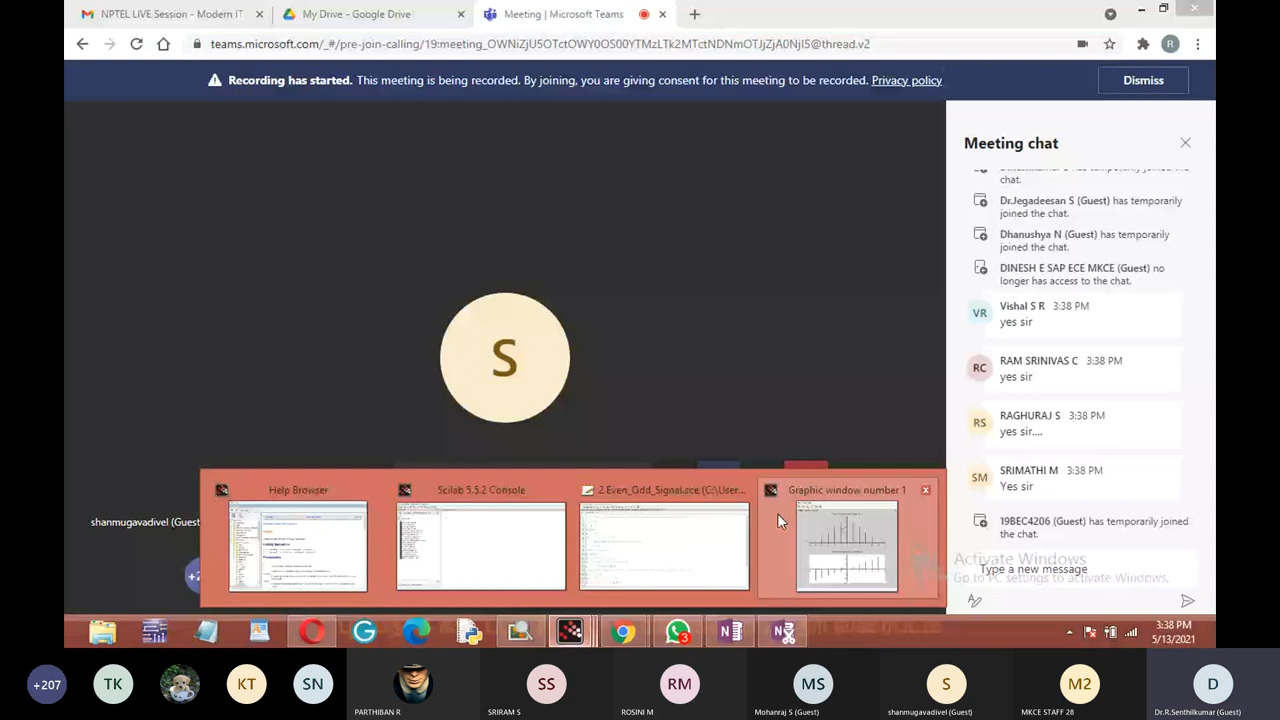 NPTEL LIVE Session - Modern IT
My Drive - Google Drive
Meeting | Microsoft Teams
teams.microsoft.com/_#/pre-join-calling/19:meeting_OWNiZjU5OTctOWY0OS00YTMzLTk2MTctNDNmOTJjZjA0NjI5@thread.v2
R
Recording has started. This meeting is being recorded. By joining, you are giving consent for this meeting to be recorded. Privacy policy
Dismiss
Meeting chat
chat.
Dr.Jegadeesan S (Guest) has temporarily
joined the chat.
Dhanushya N (Guest) has temporarily
joined the chat.
DINESH E SAP ECE MKCE (Guest) no
longer has access to the chat.
VR
Vishal S R 3:38 PM
yes sir
RC
RAM SRINIVAS C 3:38 PM
yes sir
RS
RAGHURAJ S 3:38 PM
yes sir....
SM
SRIMATHI M 3:38 PM
Yes sir
19BEC4206 (Guest) has temporarily joined
the chat.
Type a new message
Activate Windows
Go to PC settings to activate Windows.
S
shanmugavadivel (Guest
Help Browser
Scilab 5.5.2 Console
2.Even_Odd_Signal.sce (C:\User...
Graphic window number 1
3
3:38 PM
5/13/2021
+207
TK
KT
SN
PARTHIBAN R
SS
SRIRAM S
RM
ROSINI M
MS
Mohanraj S (Guest)
S
shanmugavadivel (Guest)
M2
MKCE STAFF 28
D
Dr.R.Senthilkumar (Guest)